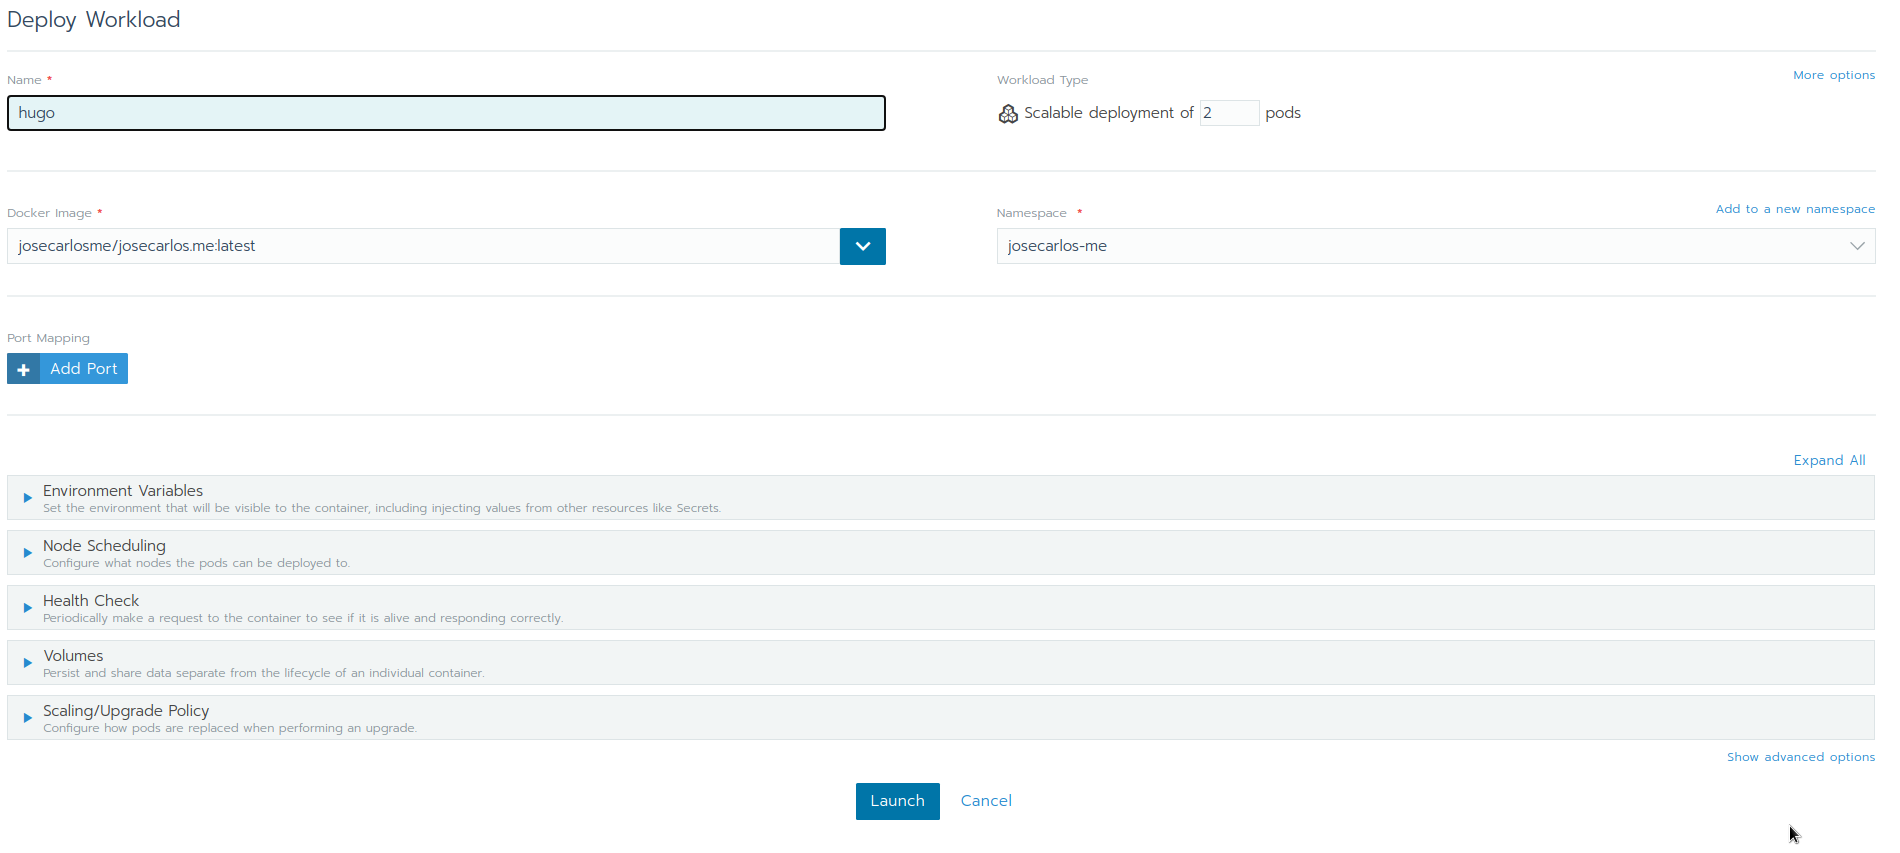 Deploy Workload
Name *
Workload Type
More options
hugo
Scalable deployment of 2 pods
Docker Image *
Namespace *
Add to a new namespace
josecarlosme/josecarlos.me:latest
josecarlos-me
Port Mapping
+ Add Port
Expand All
Environment Variables
Set the environment that will be visible to the container, including injecting values from other resources like Secrets.
Node Scheduling
Configure what nodes the pods can be deployed to.
Health Check
Periodically make a request to the container to see if it is alive and responding correctly.
Volumes
Persist and share data separate from the lifecycle of an individual container.
Scaling/Upgrade Policy
Configure how pods are replaced when performing an upgrade.
Show advanced options
Launch
Cancel